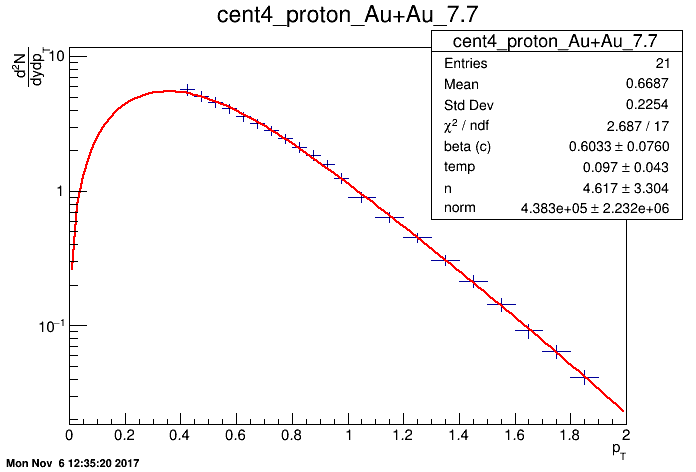 cent4_proton_Au+Au_7.7
d²N
dydp_T
cent4_proton_Au+Au_7.7
Entries 21
Mean 0.6687
Std Dev 0.2254
χ² / ndf 2.687 / 17
beta (c) 0.6033 ± 0.0760
temp 0.097 ± 0.043
n 4.617 ± 3.304
norm 4.383e+05 ± 2.232e+06
10
1
10⁻¹
0 0.2 0.4 0.6 0.8 1 1.2 1.4 1.6 1.8 2
p_T
Mon Nov 6 12:35:20 2017